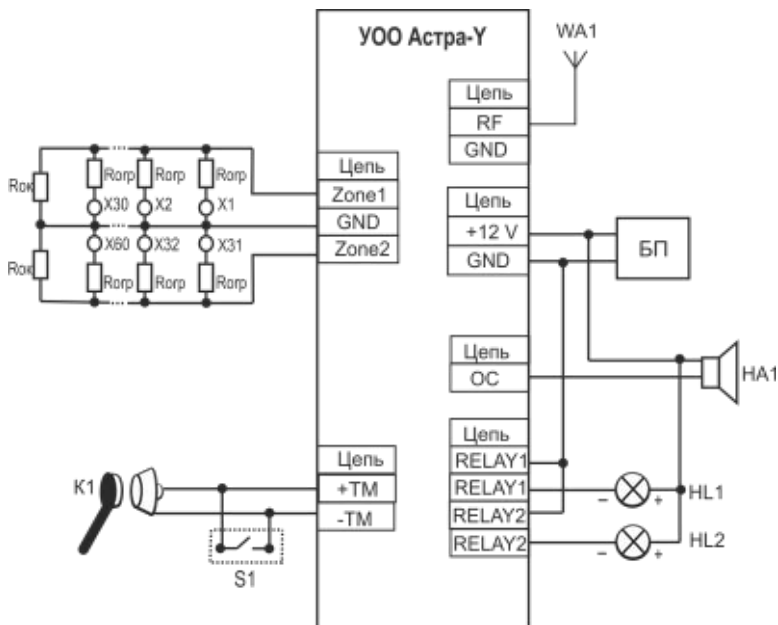 УОО Астра-Y
WA1
Цепь
RF
GND
Rок
Rогр
Rогр
Rогр
X30
X2
X1
Цепь
Zone1
GND
Zone2
X60
X32
X31
Rок
Rогр
Rогр
Rогр
Цепь
+12 V
GND
БП
Цепь
ОС
HA1
Цепь
+TM
-TM
K1
S1
Цепь
RELAY1
RELAY1
RELAY2
RELAY2
– +
HL1
– +
HL2